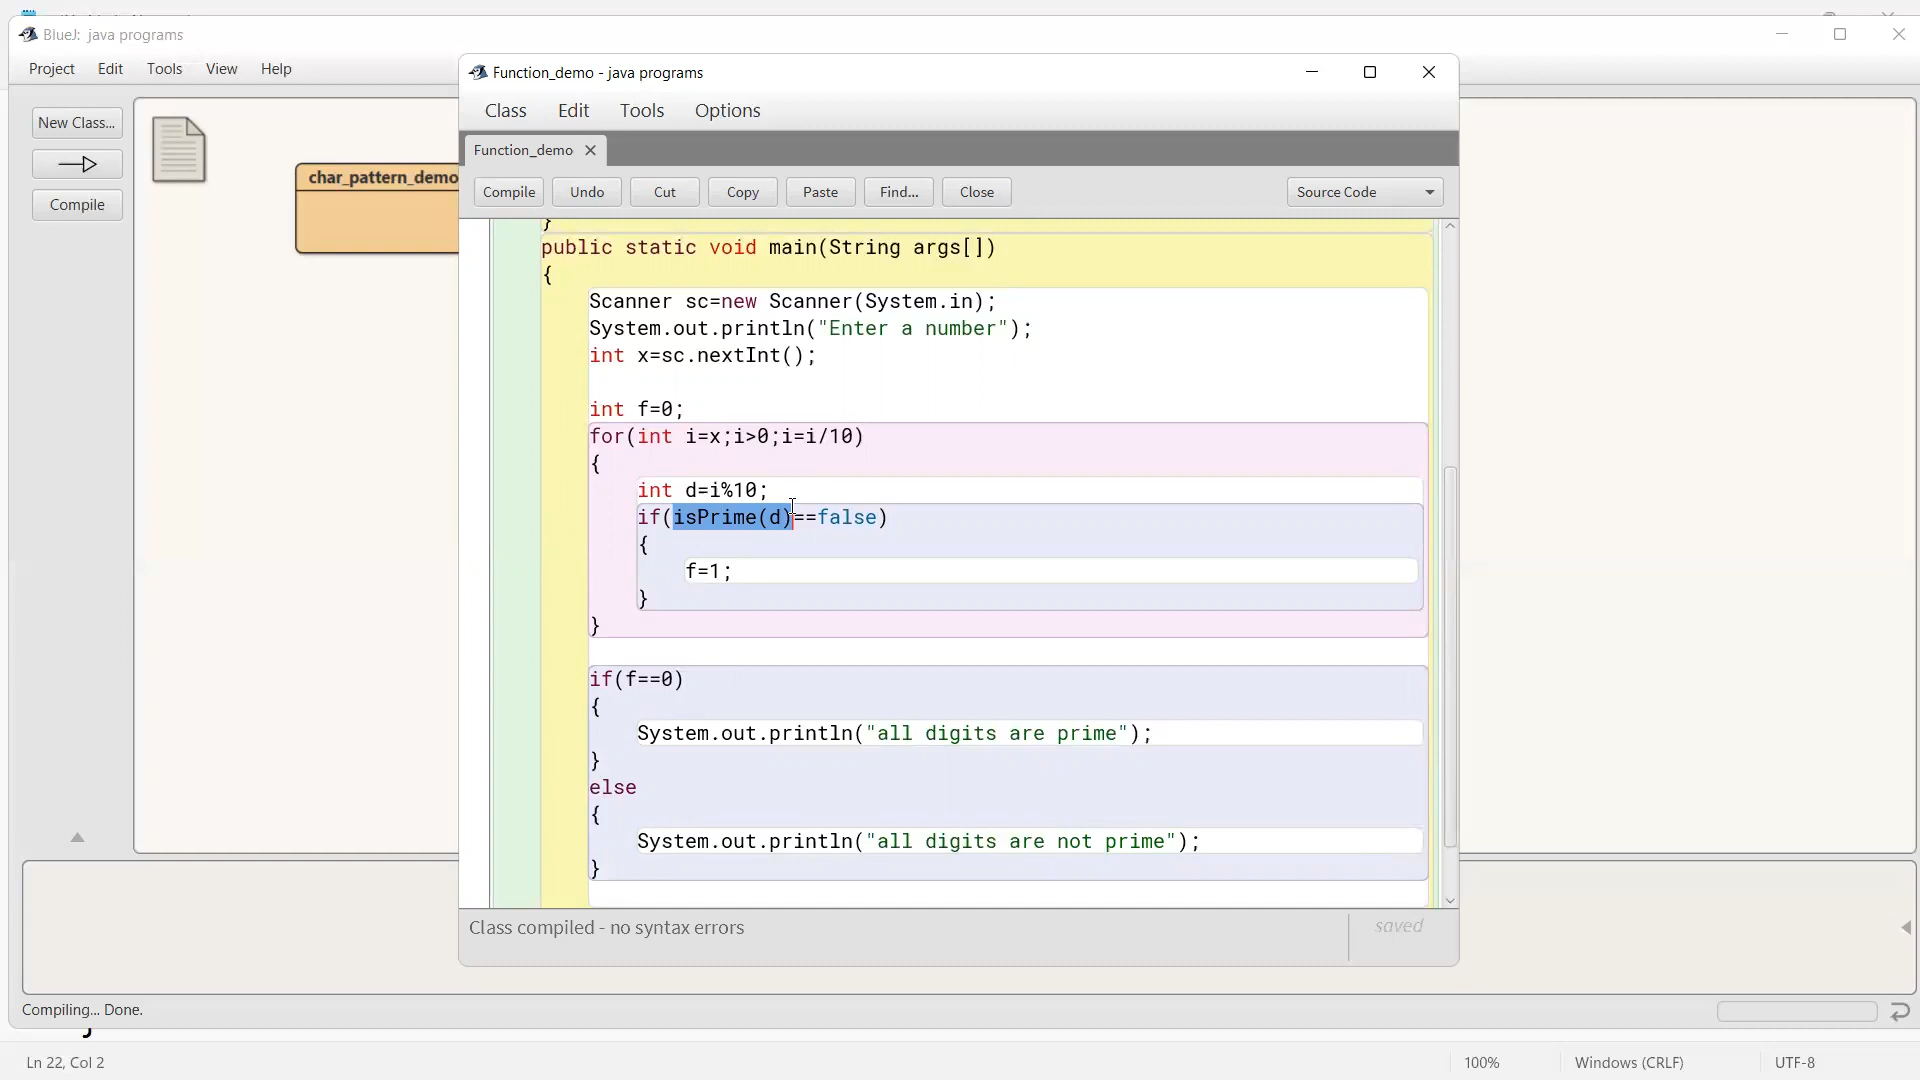 BlueJ: java programs
Project Edit Tools View Help
New Class...
Compile
char_pattern_demo
Function_demo - java programs
Class Edit Tools Options
Function_demo
Compile Undo Cut Copy Paste Find... Close Source Code
}
public static void main(String args[])
{
Scanner sc=new Scanner(System.in);
System.out.println("Enter a number");
int x=sc.nextInt();
int f=0;
for(int i=x;i>0;i=i/10)
{
int d=i%10;
if(isPrime(d)==false)
{
f=1;
}
}
if(f==0)
{
System.out.println("all digits are prime");
}
else
{
System.out.println("all digits are not prime");
}
Class compiled - no syntax errors
saved
Compiling... Done.
Ln 22, Col 2
100%
Windows (CRLF)
UTF-8